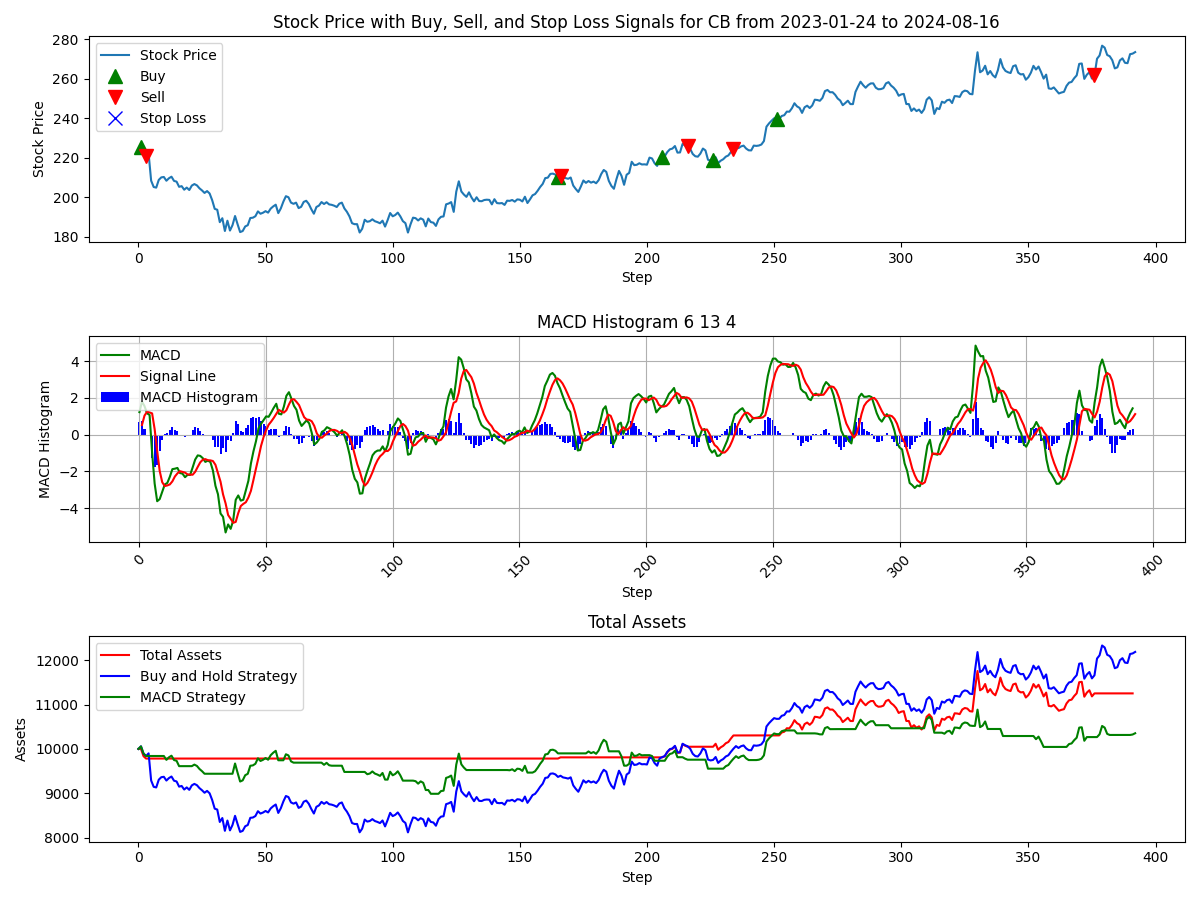 Stock Price with Buy, Sell, and Stop Loss Signals for CB from 2023-01-24 to 2024-08-16
280
260
240
220
200
180
Stock Price
Stock Price
Buy
Sell
Stop Loss
0 50 100 150 200 250 300 350 400
Step
MACD Histogram 6 13 4
4
2
0
−2
−4
MACD Histogram
MACD
Signal Line
MACD Histogram
0 50 100 150 200 250 300 350 400
Step
Total Assets
12000
11000
10000
9000
8000
Assets
Total Assets
Buy and Hold Strategy
MACD Strategy
0 50 100 150 200 250 300 350 400
Step